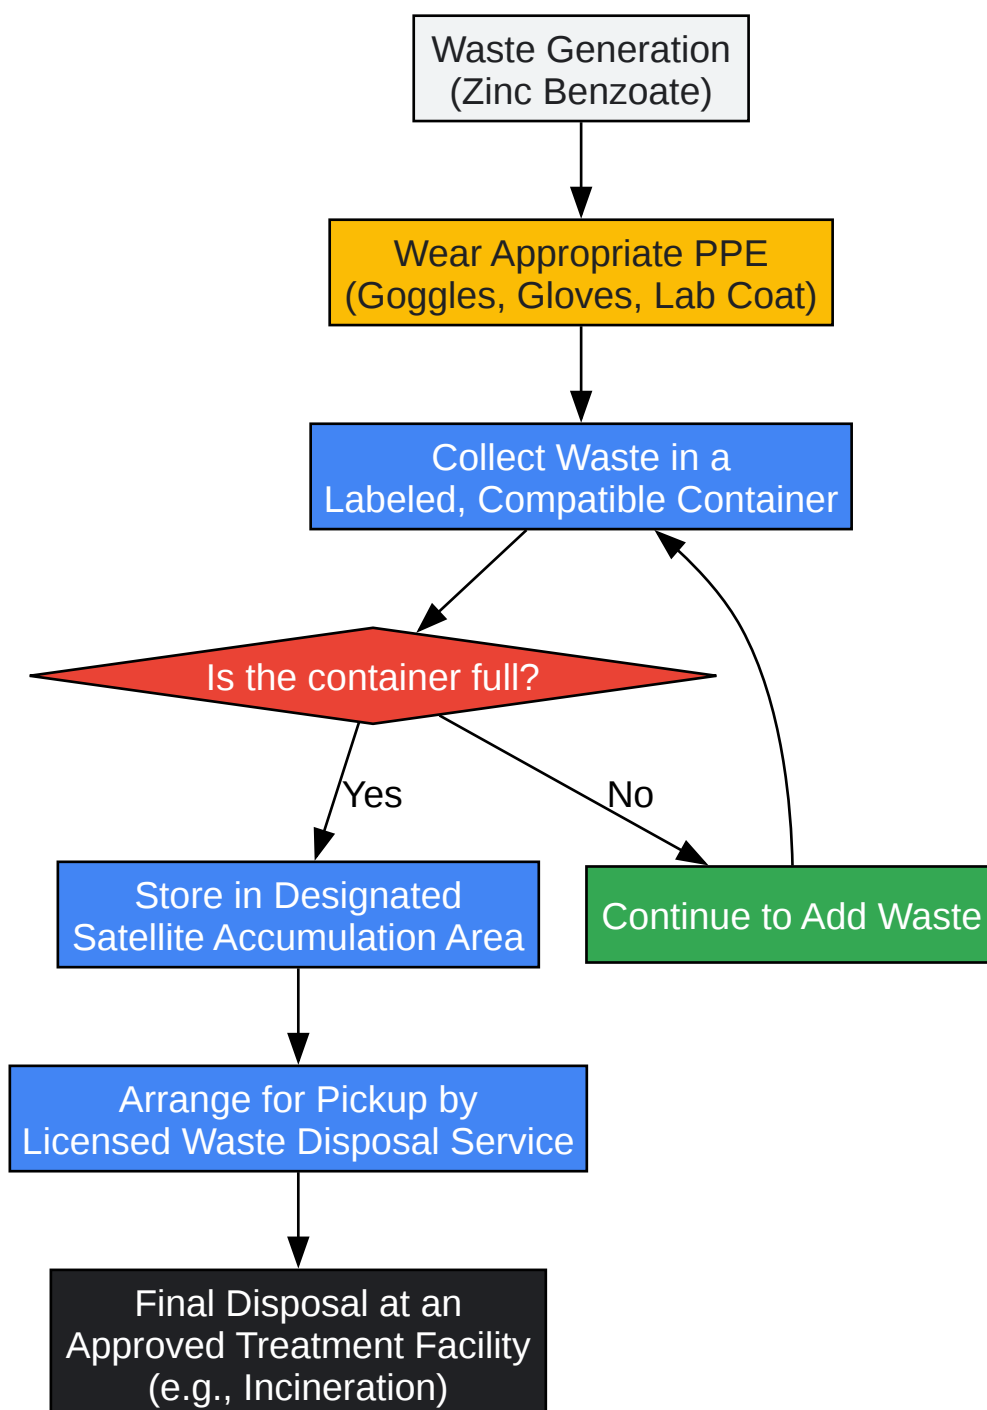 Waste Generation
(Zinc Benzoate)
Wear Appropriate PPE
(Goggles, Gloves, Lab Coat)
Collect Waste in a
Labeled, Compatible Container
Is the container full?
Yes
No
Store in Designated
Satellite Accumulation Area
Continue to Add Waste
Arrange for Pickup by
Licensed Waste Disposal Service
Final Disposal at an
Approved Treatment Facility
(e.g., Incineration)